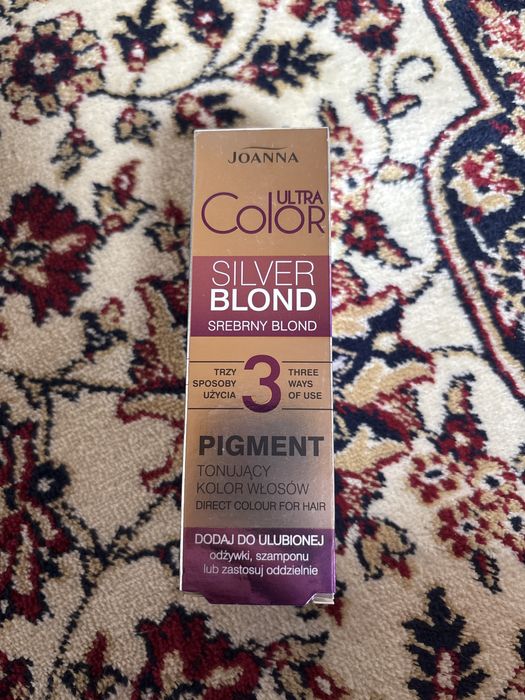 JOANNA
ULTRA
COLOR
SILVER
BLOND
SREBRNY BLOND
TRZY
SPOSOBY
UŻYCIA
3
THREE
WAYS
OF USE
PIGMENT
TONUJĄCY
KOLOR WŁOSÓW
DIRECT COLOUR FOR HAIR
DODAJ DO ULUBIONEJ
odżywki, szamponu
lub zastosuj oddzielnie